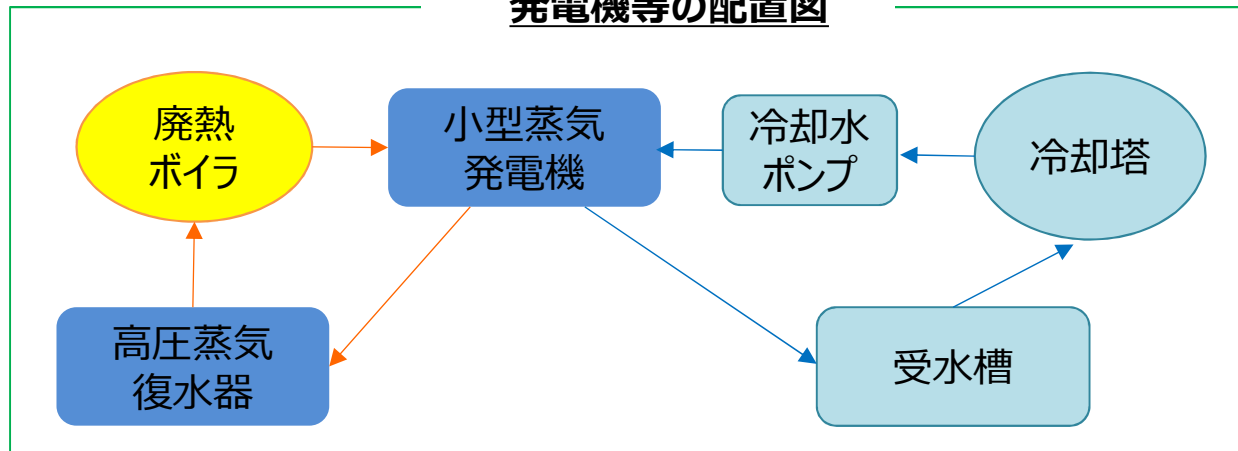 発電機等の配置図
廃熱
ボイラ
小型蒸気
発電機
冷却水
ポンプ
冷却塔
高圧蒸気
復水器
受水槽